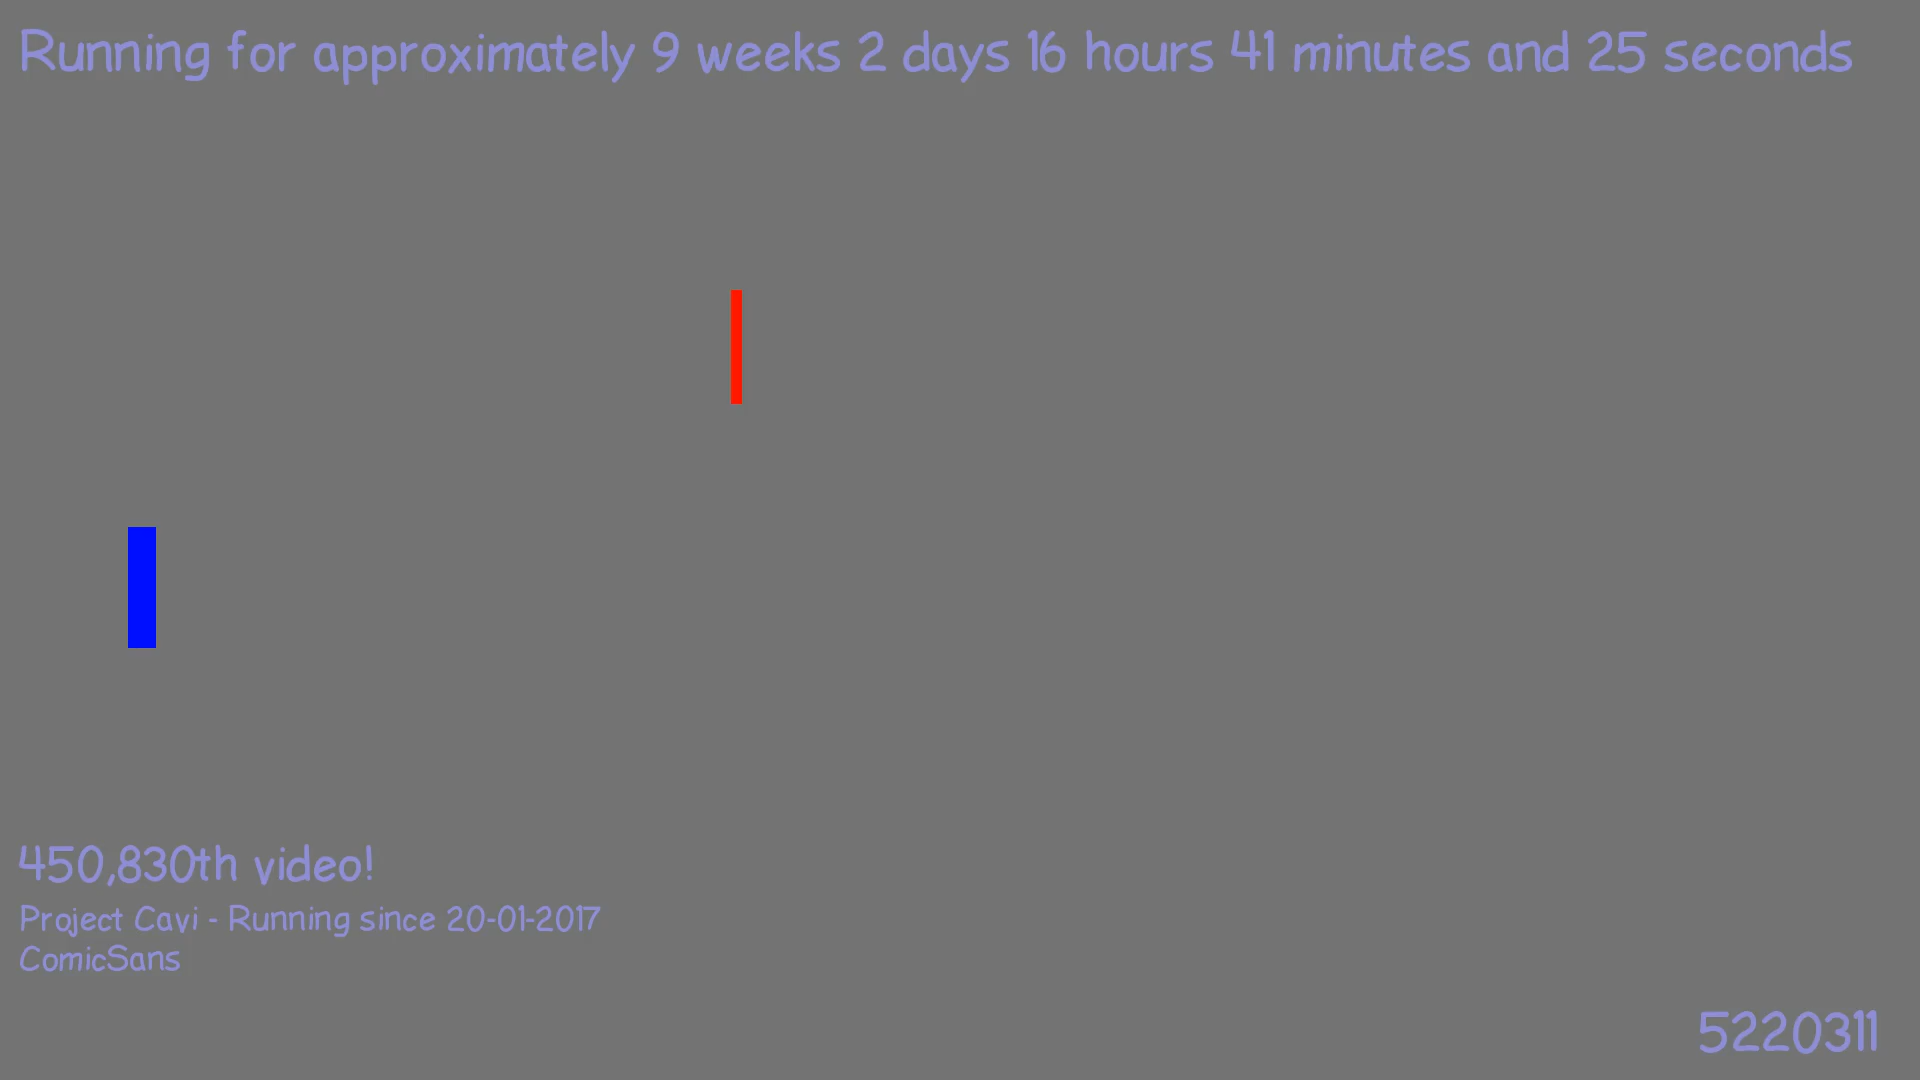 Running for approximately 9 weeks 2 days 16 hours 41 minutes and 25 seconds
450,830th video!
Project Cavi - Running since 20-01-2017
ComicSans
5220311